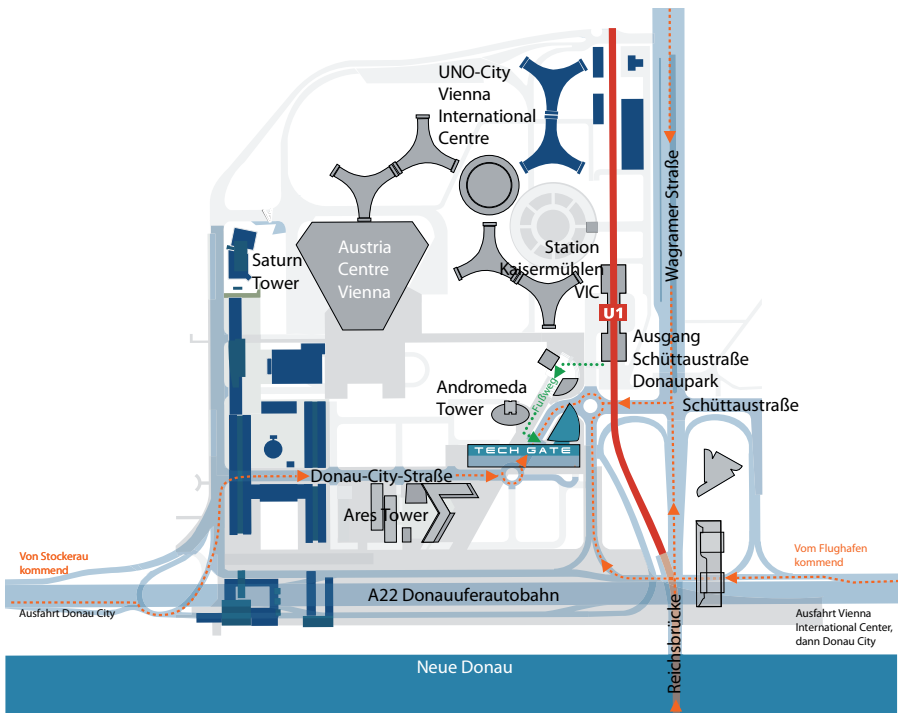 UNO-City
Vienna
International
Centre
Wagramer Straße
Austria
Centre
Vienna
Saturn
Tower
Station
Kaisermühlen
VIC
U1
Ausgang
Schüttaustraße
Donaupark
Schüttaustraße
Andromeda
Tower
Fußweg
TECH GATE
Donau-City-Straße
Ares Tower
Von Stockerau
kommend
Ausfahrt Donau City
A22 Donauuferautobahn
Vom Flughafen
kommend
Ausfahrt Vienna
International Center,
dann Donau City
Reichsbrücke
Neue Donau